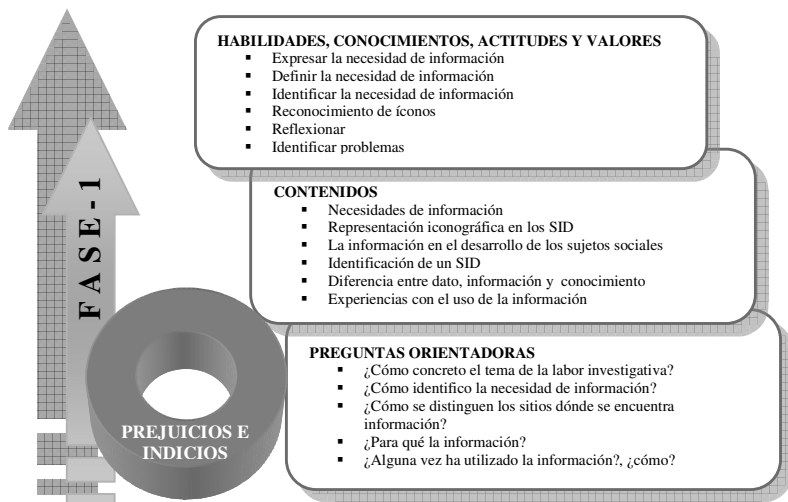 HABILIDADES, CONOCIMIENTOS, ACTITUDES Y VALORES
▪ Expresar la necesidad de información
▪ Definir la necesidad de información
▪ Identificar la necesidad de información
▪ Reconocimiento de íconos
▪ Reflexionar
▪ Identificar problemas
CONTENIDOS
▪ Necesidades de información
▪ Representación iconográfica en los SID
▪ La información en el desarrollo de los sujetos sociales
▪ Identificación de un SID
▪ Diferencia entre dato, información y conocimiento
▪ Experiencias con el uso de la información
PREGUNTAS ORIENTADORAS
▪ ¿Cómo concreto el tema de la labor investigativa?
▪ ¿Cómo identifico la necesidad de información?
▪ ¿Cómo se distinguen los sitios dónde se encuentra
información?
▪ ¿Para qué la información?
▪ ¿Alguna vez ha utilizado la información?, ¿cómo?
FASE-1
PREJUICIOS E
INDICIOS